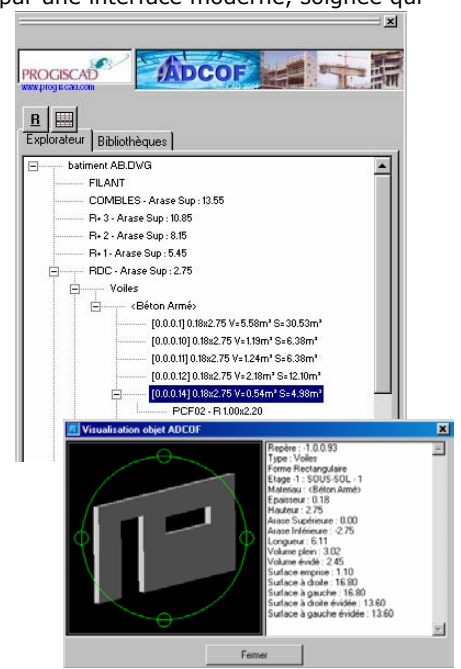 par une interface moderne, soignée qui
PROGISCAD
www.progiscad.com
ADCOF
R
Explorateur
Bibliothèques
batiment AB.DWG
FILANT
COMBLES - Arase Sup : 13.55
R+ 3 - Arase Sup : 10.85
R+ 2 - Arase Sup : 8.15
R+ 1 - Arase Sup : 5.45
RDC - Arase Sup : 2.75
Voiles
<Béton Armé>
[0.0.0.1] 0.18x2.75 V=5.58m³ S=30.53m²
[0.0.0.10] 0.18x2.75 V=1.19m³ S=6.38m²
[0.0.0.11] 0.18x2.75 V=1.24m³ S=6.38m²
[0.0.0.12] 0.18x2.75 V=2.18m³ S=12.10m²
[0.0.0.14] 0.18x2.75 V=0.54m³ S=4.98m²
PCF02 - R 1.00x2.20
Visualisation objet ADCOF
Repère : -1.0.0.93
Type : Voiles
Forme Rectangulaire
Etage -1 : SOUS-SOL - 1
Materiau : <Béton Armé>
Epaisseur : 0.18
Hauteur : 2.75
Arase Supérieure : 0.00
Arase Inférieure : -2.75
Longueur : 6.11
Volume plein : 3.02
Volume évidé : 2.45
Surface emprise : 1.10
Surface à droite : 16.80
Surface à gauche : 16.80
Surface à droite évidée : 13.60
Surface à gauche évidée : 13.60
Fermer